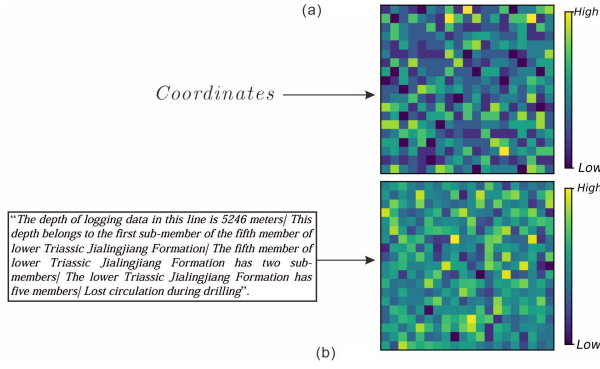 (a)
High
Coordinates
Low
High
"The depth of logging data in this line is 5246 meters| This
depth belongs to the first sub-member of the fifth member of
lower Triassic Jialingjiang Formation| The fifth member of
lower Triassic Jialingjiang Formation has two sub-
members| The lower Triassic Jialingjiang Formation has
five members| Lost circulation during drilling".
Low
(b)